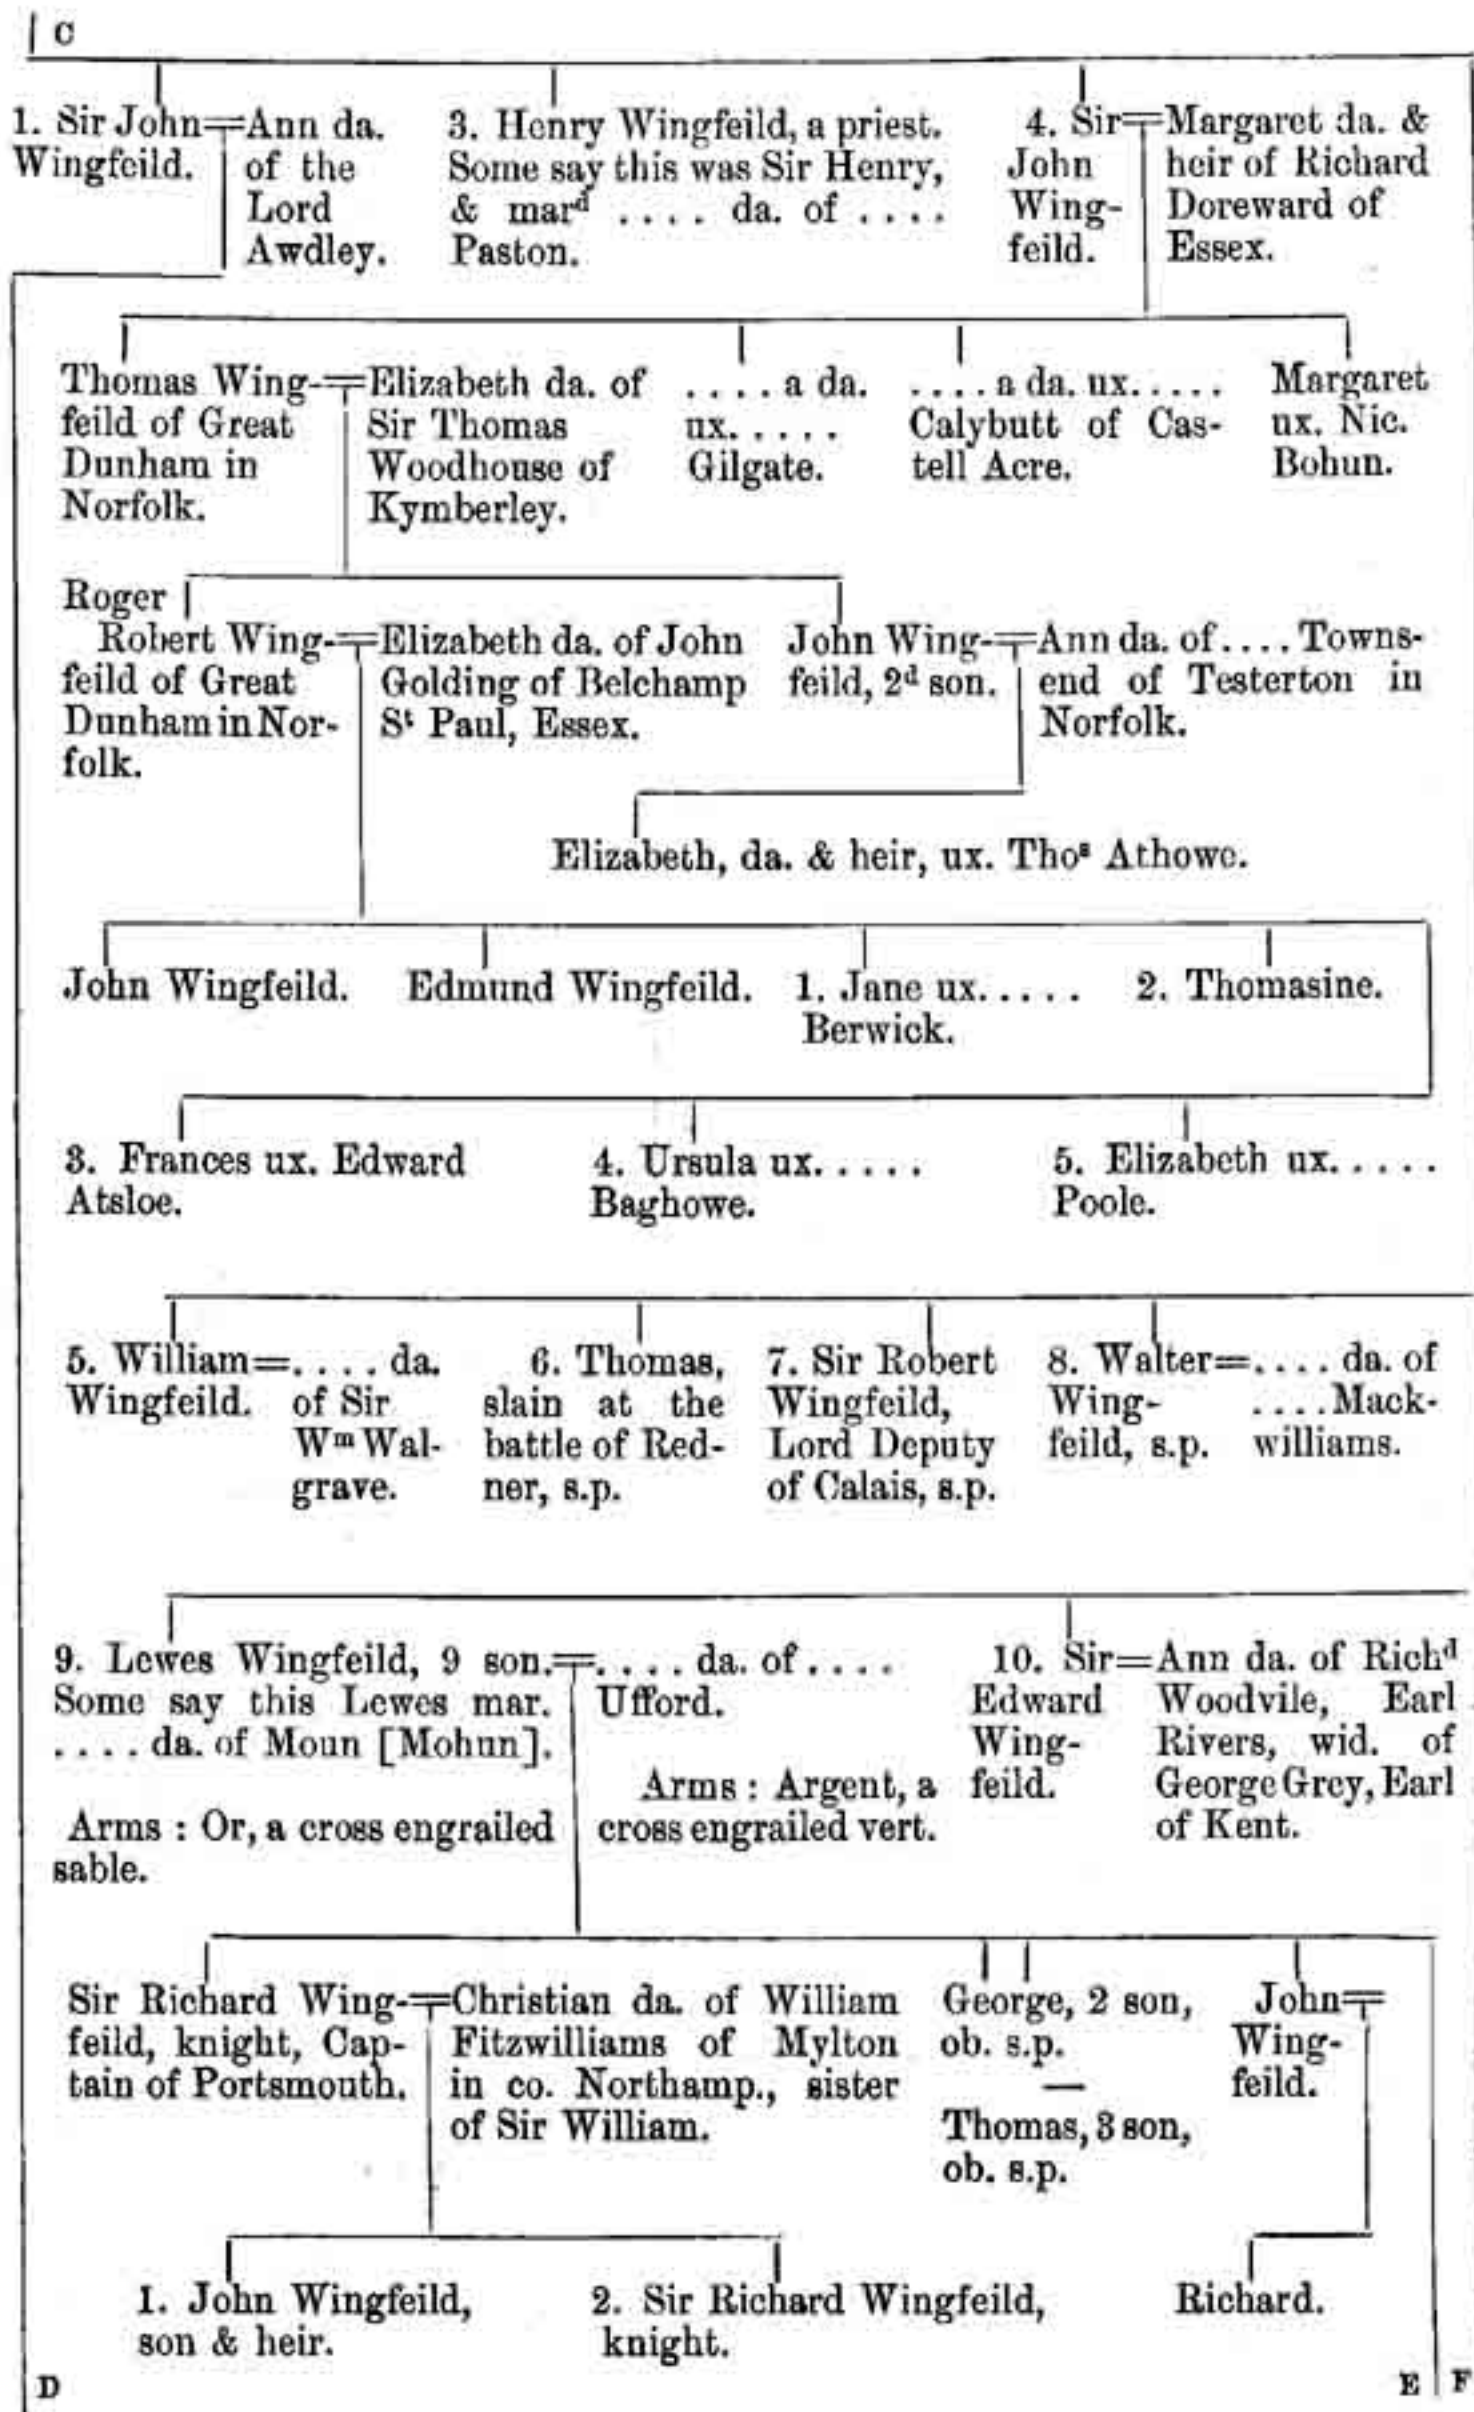 C
1. Sir John=Ann da.
Wingfeild. of the
Lord
Awdley.
3. Henry Wingfeild, a priest.
Some say this was Sir Henry,
& marᵈ .... da. of ....
Paston.
4. Sir=Margaret da. &
John heir of Richard
Wing- Doreward of
feild. Essex.
Thomas Wing-=Elizabeth da. of
feild of Great Sir Thomas
Dunham in Woodhouse of
Norfolk. Kymberley.
.... a da.
ux.....
Gilgate.
.... a da. ux.....
Calybutt of Cas-
tell Acre.
Margaret
ux. Nic.
Bohun.
Roger
Robert Wing-=Elizabeth da. of John
feild of Great Golding of Belchamp
Dunham in Nor- Sᵗ Paul, Essex.
folk.
John Wing-=Ann da. of .... Towns-
feild, 2ᵈ son. end of Testerton in
Norfolk.
Elizabeth, da. & heir, ux. Thoˢ Athowe.
John Wingfeild.
Edmund Wingfeild.
1. Jane ux.....
Berwick.
2. Thomasine.
3. Frances ux. Edward
Atsloe.
4. Ursula ux.....
Baghowe.
5. Elizabeth ux.....
Poole.
5. William=.... da.
Wingfeild. of Sir
Wᵐ Wal-
grave.
6. Thomas,
slain at the
battle of Red-
ner, s.p.
7. Sir Robert
Wingfeild,
Lord Deputy
of Calais, s.p.
8. Walter=.... da. of
Wing- ....Mack-
feild, s.p. williams.
9. Lewes Wingfeild, 9 son.=.... da. of ....
Some say this Lewes mar. Ufford.
.... da. of Moun [Mohun].
Arms : Argent, a
Arms : Or, a cross engrailed cross engrailed vert.
sable.
10. Sir=Ann da. of Richᵈ
Edward Woodvile, Earl
Wing- Rivers, wid. of
feild. George Grey, Earl
of Kent.
Sir Richard Wing-=Christian da. of William
feild, knight, Cap- Fitzwilliams of Mylton
tain of Portsmouth. in co. Northamp., sister
of Sir William.
George, 2 son,
ob. s.p.
—
Thomas, 3 son,
ob. s.p.
John=
Wing-
feild.
1. John Wingfeild,
son & heir.
2. Sir Richard Wingfeild,
knight.
Richard.
D E F